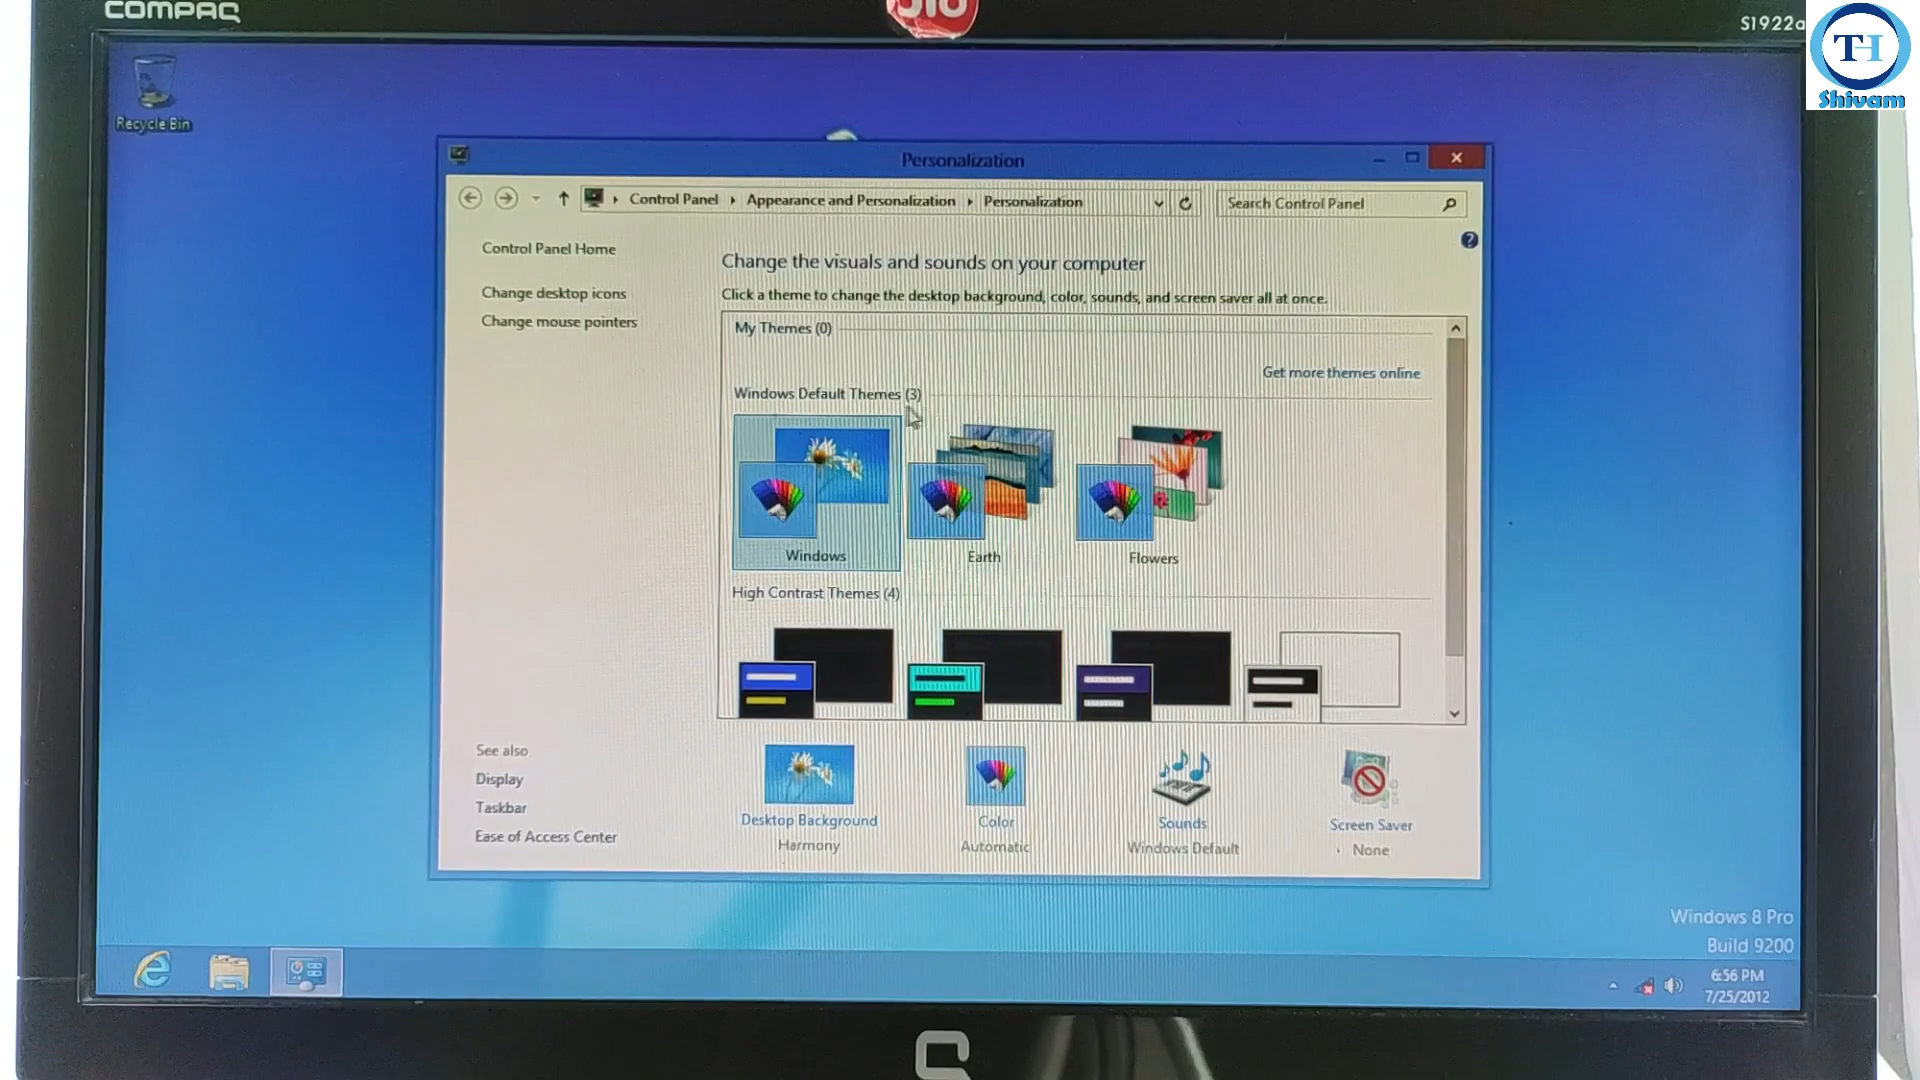 COMPAQ
JIO
S1922a
TH
Shivam
Recycle Bin
Personalization
Control Panel
Appearance and Personalization
Personalization
Search Control Panel
Control Panel Home
Change desktop icons
Change mouse pointers
Change the visuals and sounds on your computer
Click a theme to change the desktop background, color, sounds, and screen saver all at once.
My Themes (0)
Get more themes online
Windows Default Themes (3)
Windows
Earth
Flowers
High Contrast Themes (4)
See also
Display
Taskbar
Ease of Access Center
Desktop Background
Harmony
Color
Automatic
Sounds
Windows Default
Screen Saver
None
Windows 8 Pro
Build 9200
6:56 PM
7/25/2012